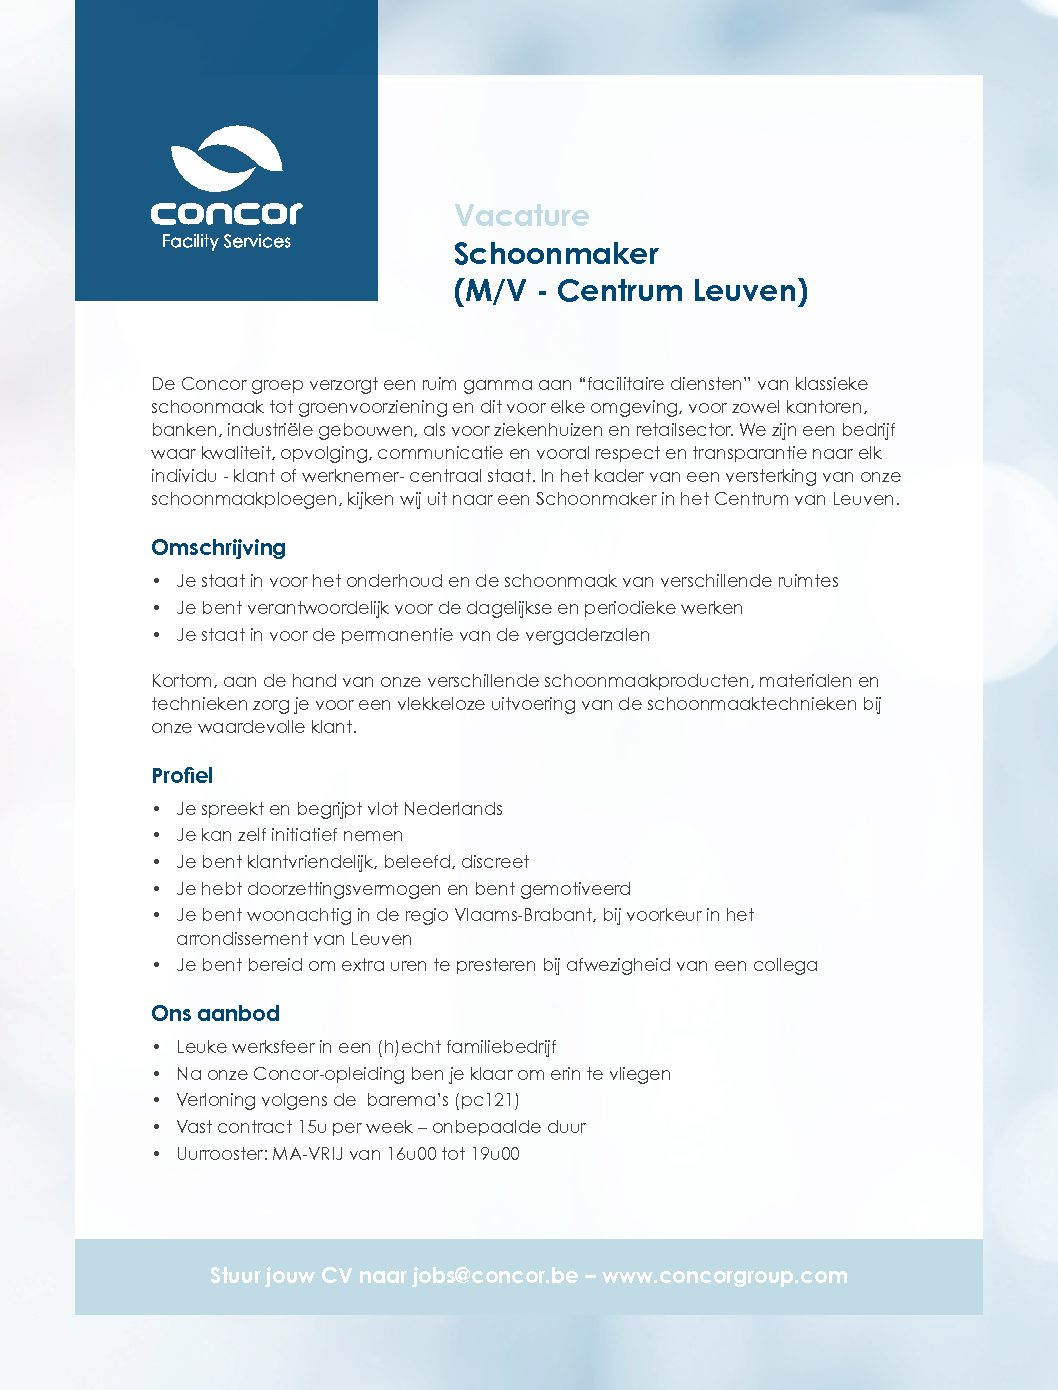 concor
Facility Services
Vacature
Schoonmaker
(M/V - Centrum Leuven)
De Concor groep verzorgt een ruim gamma aan “facilitaire diensten” van klassieke
schoonmaak tot groenvoorziening en dit voor elke omgeving, voor zowel kantoren,
banken, industriële gebouwen, als voor ziekenhuizen en retailsector. We zijn een bedrijf
waar kwaliteit, opvolging, communicatie en vooral respect en transparantie naar elk
individu - klant of werknemer- centraal staat. In het kader van een versterking van onze
schoonmaakploegen, kijken wij uit naar een Schoonmaker in het Centrum van Leuven.
Omschrijving
• Je staat in voor het onderhoud en de schoonmaak van verschillende ruimtes
• Je bent verantwoordelijk voor de dagelijkse en periodieke werken
• Je staat in voor de permanentie van de vergaderzalen
Kortom, aan de hand van onze verschillende schoonmaakproducten, materialen en
technieken zorg je voor een vlekkeloze uitvoering van de schoonmaaktechnieken bij
onze waardevolle klant.
Profiel
• Je spreekt en begrijpt vlot Nederlands
• Je kan zelf initiatief nemen
• Je bent klantvriendelijk, beleefd, discreet
• Je hebt doorzettingsvermogen en bent gemotiveerd
• Je bent woonachtig in de regio Vlaams-Brabant, bij voorkeur in het
arrondissement van Leuven
• Je bent bereid om extra uren te presteren bij afwezigheid van een collega
Ons aanbod
• Leuke werksfeer in een (h)echt familiebedrijf
• Na onze Concor-opleiding ben je klaar om erin te vliegen
• Verloning volgens de  barema’s (pc121)
• Vast contract 15u per week – onbepaalde duur
• Uurrooster: MA-VRIJ van 16u00 tot 19u00
Stuur jouw CV naar jobs@concor.be – www.concorgroup.com